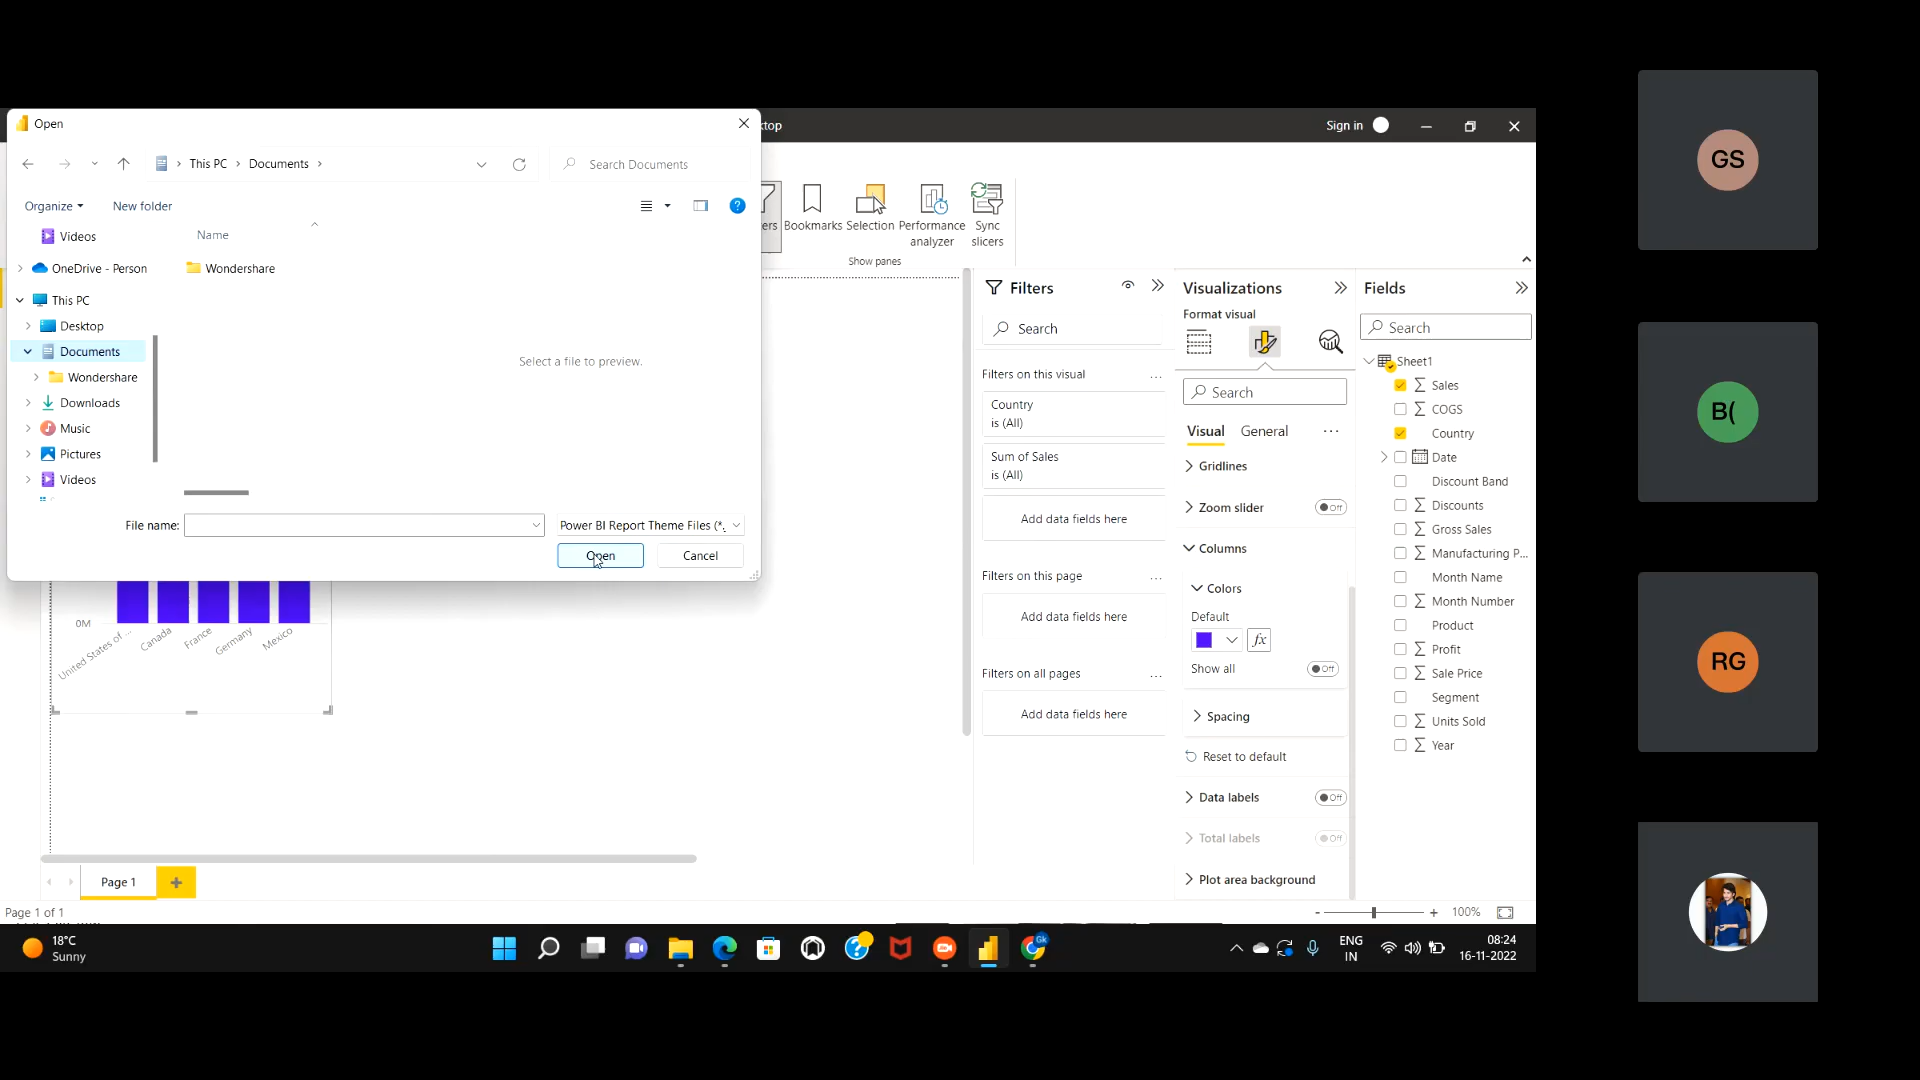 Open
ktop
Sign in
This PC
Documents
Search Documents
Organize
New folder
Videos
Name
OneDrive - Person
Wondershare
This PC
Desktop
Documents
Select a file to preview.
Wondershare
Downloads
Music
Pictures
Videos
File name:
Power BI Report Theme Files (*.
Open
Cancel
ers
Bookmarks
Selection
Performance
analyzer
Sync
slicers
Show panes
Filters
Search
Filters on this visual
...
Country
is (All)
Sum of Sales
is (All)
Add data fields here
Filters on this page
...
Add data fields here
Filters on all pages
...
Add data fields here
Visualizations
Format visual
Search
Visual
General
...
Gridlines
Zoom slider
Off
Columns
Colors
Default
fx
Show all
Off
Spacing
Reset to default
Data labels
Off
Total labels
Off
Plot area background
Fields
Search
Sheet1
Sales
COGS
Country
Date
Discount Band
Discounts
Gross Sales
Manufacturing P...
Month Name
Month Number
Product
Profit
Sale Price
Segment
Units Sold
Year
0M
United States of ...
Canada
France
Germany
Mexico
Page 1
+
Page 1 of 1
- + 100%
18°C
Sunny
Gk
ENG
IN
08:24
16-11-2022
GS
B(
RG